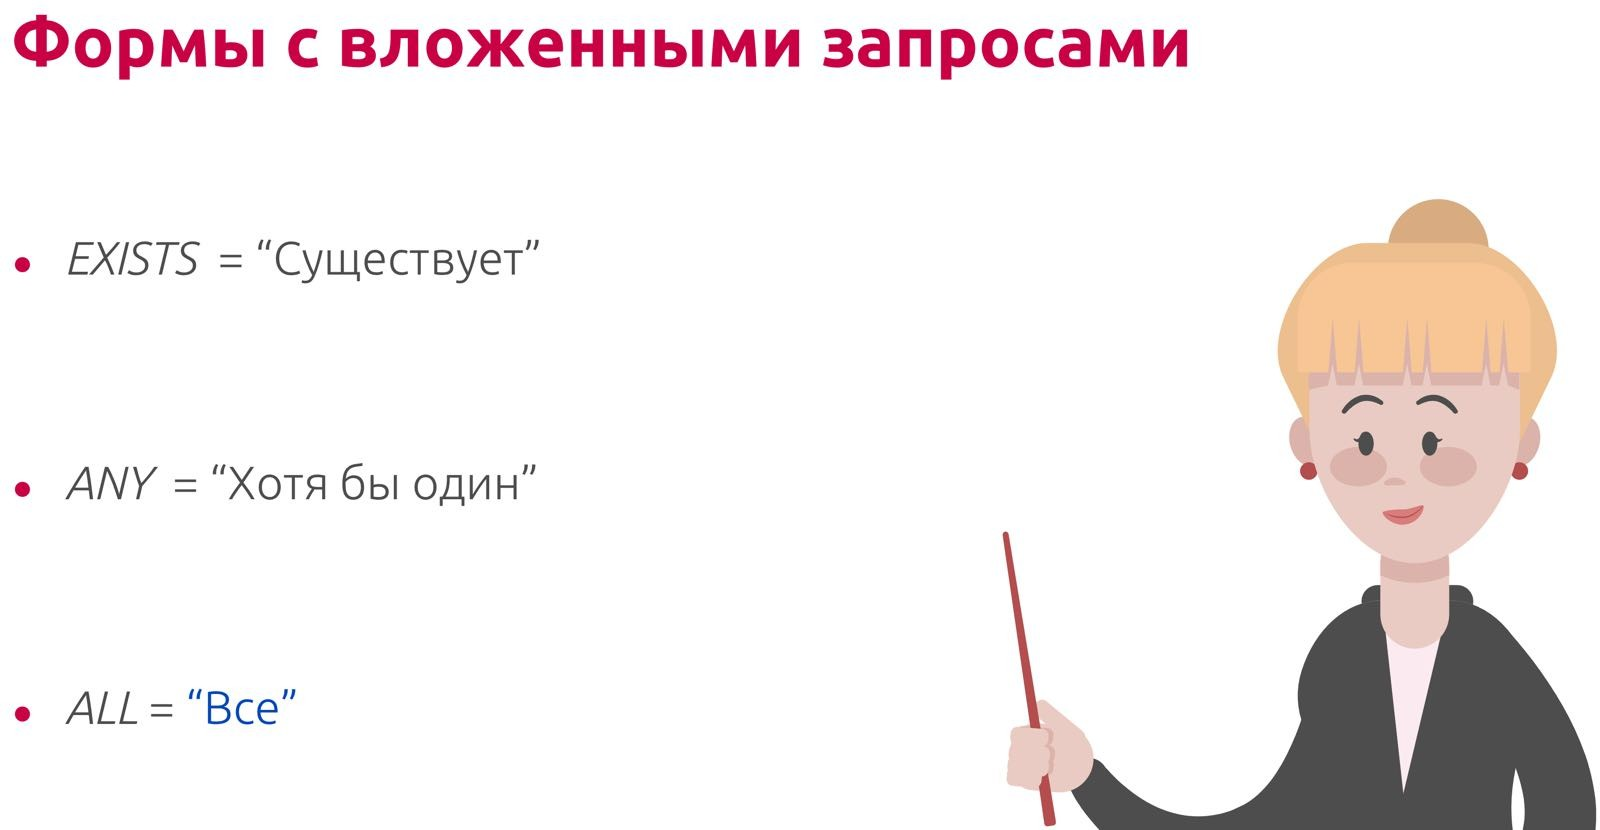 Формы с вложенными запросами
• EXISTS = “Существует”
• ANY = “Хотя бы один”
• ALL = “Все”